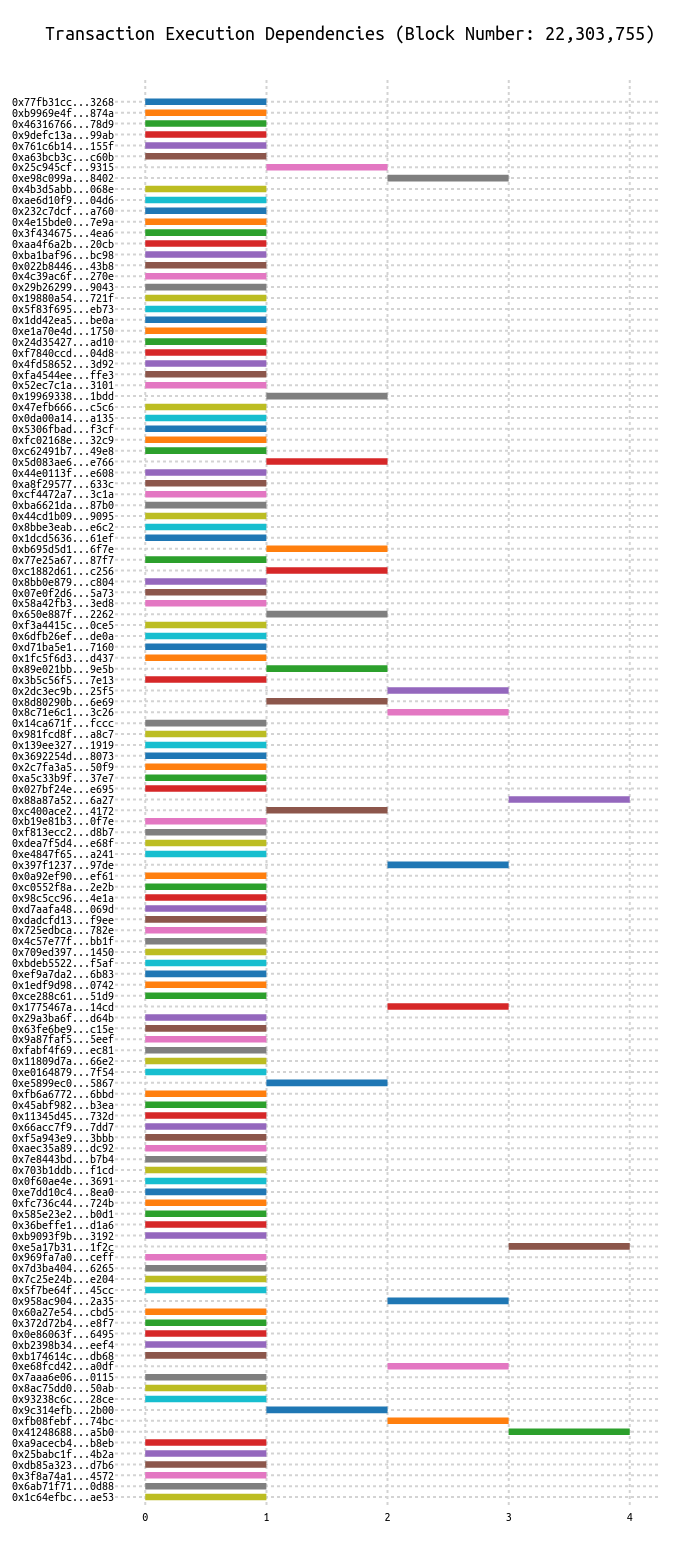 Transaction Execution Dependencies (Block Number: 22,303,755)
0x77fb31cc...3268
0xb9969e4f...874a
0x46316766...78d9
0x9defc13a...99ab
0x761c6b14...155f
0xa63bcb3c...c60b
0x25c945cf...9315
0xe98c099a...8402
0x4b3d5abb...068e
0xae6d10f9...04d6
0x232c7dcf...a760
0x4e15bde0...7e9a
0x3f434675...4ea6
0xaa4f6a2b...20cb
0xba1baf96...bc98
0x022b8446...43b8
0x4c39ac6f...270e
0x29b26299...9043
0x19880a54...721f
0x5f83f695...eb73
0x1dd42ea5...be0a
0xe1a70e4d...1750
0x24d35427...ad10
0xf7840ccd...04d8
0x4fd58652...3d92
0xfa4544ee...ffe3
0x52ec7c1a...3101
0x19969338...1bdd
0x47efb666...c5c6
0x0da00a14...a135
0x5306fbad...f3cf
0xfc02168e...32c9
0xc62491b7...49e8
0x5d083ae6...e766
0x44e0113f...e608
0xa8f29577...633c
0xcf4472a7...3c1a
0xba6621da...87b0
0x44cd1b09...9095
0x8bbe3eab...e6c2
0x1dcd5636...61ef
0xb695d5d1...6f7e
0x77e25a67...87f7
0xc1882d61...c256
0x8bb0e879...c804
0x07e0f2d6...5a73
0x58a42fb3...3ed8
0x650e887f...2262
0xf3a4415c...0ce5
0x6dfb26ef...de0a
0xd71ba5e1...7160
0x1fc5f6d3...d437
0x89e021bb...9e5b
0x3b5c56f5...7e13
0x2dc3ec9b...25f5
0x8d80290b...6e69
0x8c71e6c1...3c26
0x14ca671f...fccc
0x981fcd8f...a8c7
0x139ee327...1919
0x3692254d...8073
0x2c7fa3a5...50f9
0xa5c33b9f...37e7
0x027bf24e...e695
0x88a87a52...6a27
0xc400ace2...4172
0xb19e81b3...0f7e
0xf813ecc2...d8b7
0xdea7f5d4...e68f
0xe4847f65...a241
0x397f1237...97de
0x0a92ef90...ef61
0xc0552f8a...2e2b
0x98c5cc96...4e1a
0xd7aafa48...069d
0xdadcfd13...f9ee
0x725edbca...782e
0x4c57e77f...bb1f
0x709ed397...1450
0xbdeb5522...f5af
0xef9a7da2...6b83
0x1edf9d98...0742
0xce288c61...51d9
0x1775467a...14cd
0x29a3ba6f...d64b
0x63fe6be9...c15e
0x9a87faf5...5eef
0xfabf4f69...ec81
0x11809d7a...66e2
0xe0164879...7f54
0xe5899ec0...5867
0xfb6a6772...6bbd
0x45abf982...b3ea
0x11345d45...732d
0x66acc7f9...7dd7
0xf5a943e9...3bbb
0xaec35a89...dc92
0x7e8443bd...b7b4
0x703b1ddb...f1cd
0x0f60ae4e...3691
0xe7dd10c4...8ea0
0xfc736c44...724b
0x585e23e2...b0d1
0x36beffe1...d1a6
0xb9093f9b...3192
0xe5a17b31...1f2c
0x969fa7a0...ceff
0x7d3ba404...6265
0x7c25e24b...e204
0x5f7be64f...45cc
0x958ac904...2a35
0x60a27e54...cbd5
0x372d72b4...e8f7
0x0e86063f...6495
0xb2398b34...eef4
0xb174614c...db68
0xe68fcd42...a0df
0x7aaa6e06...0115
0x8ac75dd0...50ab
0x93238c6c...28ce
0x9c314efb...2b00
0xfb08febf...74bc
0x41248688...a5b0
0xa9acecb4...b8eb
0x25babc1f...4b2a
0xdb85a323...d7b6
0x3f8a74a1...4572
0x6ab71f71...0d88
0x1c64efbc...ae53
0 1 2 3 4